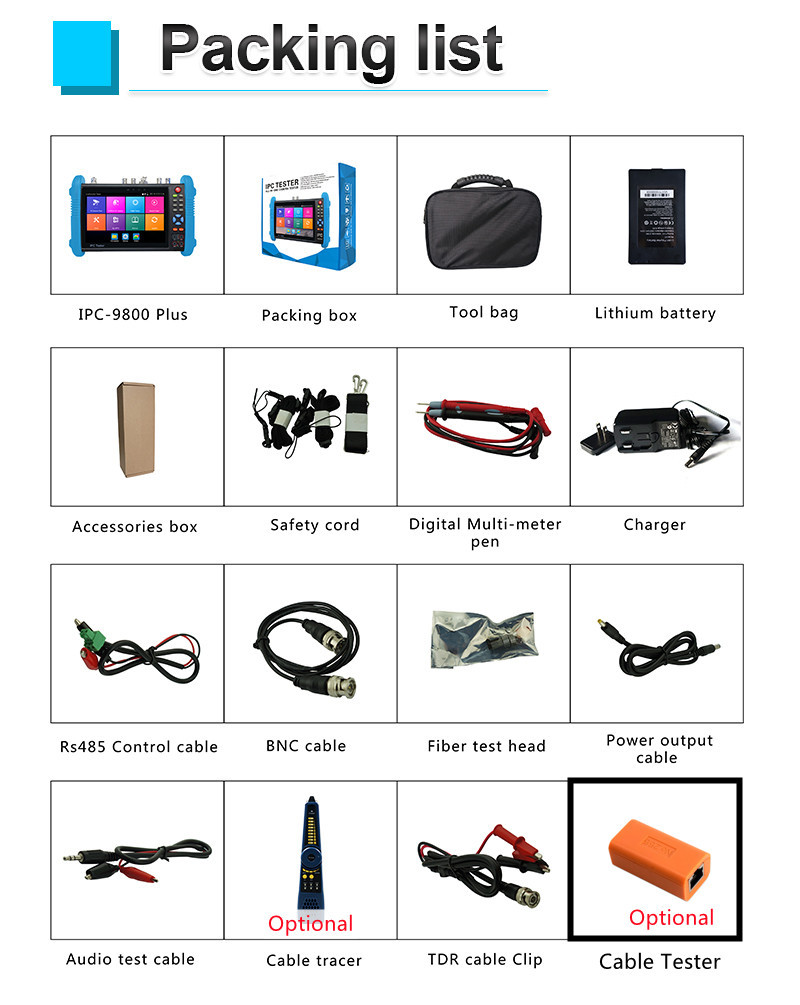 Packing list
IPC TESTER
IPC-9800 Plus
Packing box
Tool bag
Lithium battery
Accessories box
Safety cord
Digital Multi-meter
pen
Charger
Rs485 Control cable
BNC cable
Fiber test head
Power output
cable
Optional
Optional
Audio test cable
Cable tracer
TDR cable Clip
Cable Tester